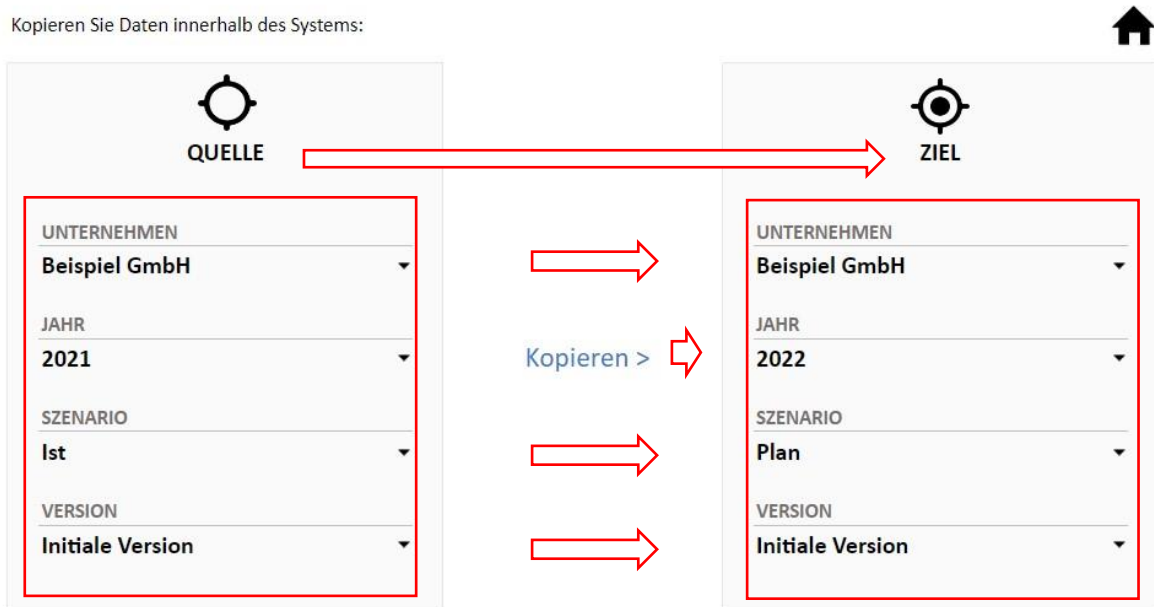 Kopieren Sie Daten innerhalb des Systems:
QUELLE
UNTERNEHMEN
Beispiel GmbH
JAHR
2021
SZENARIO
Ist
VERSION
Initiale Version
Kopieren >
ZIEL
UNTERNEHMEN
Beispiel GmbH
JAHR
2022
SZENARIO
Plan
VERSION
Initiale Version